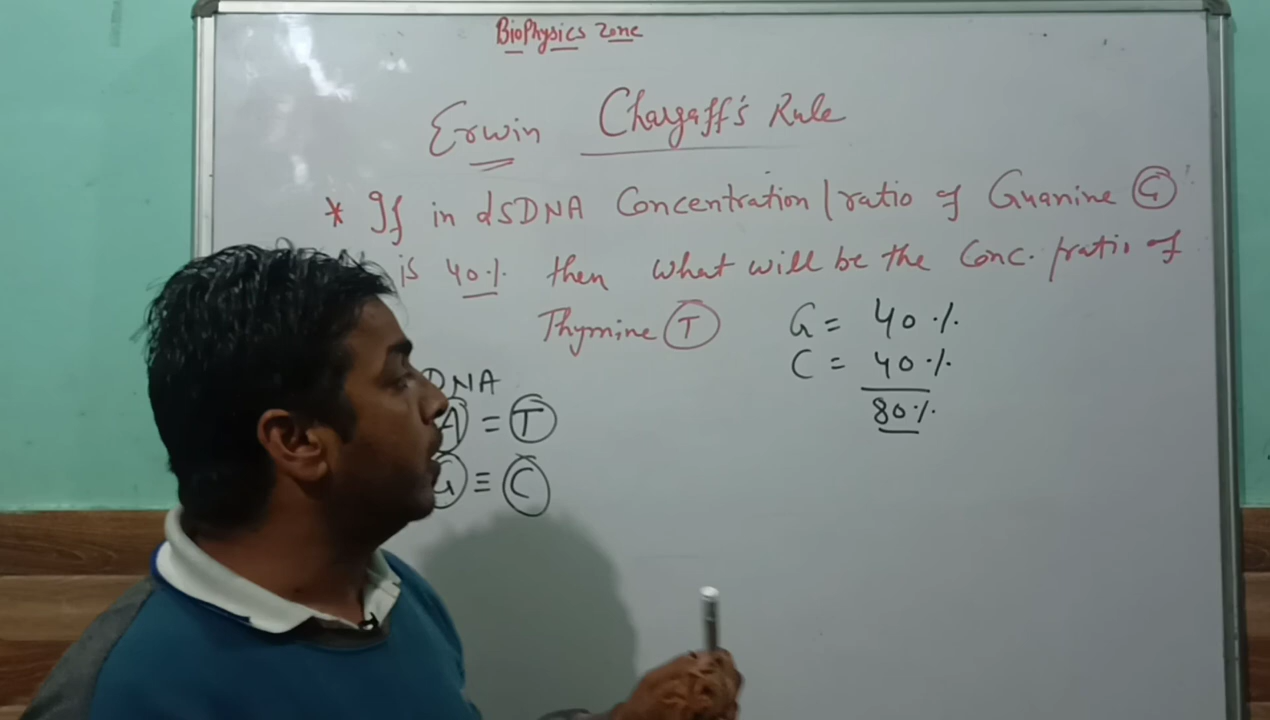 BioPhysics Zone
Erwin Chargaff's Rule
* If in dsDNA Concentration/ratio of Guanine G
is 40% then what will be the Conc. /ratio of
Thymine T
G = 40%
C = 40%
80%
DNA
A = T
G ≡ C